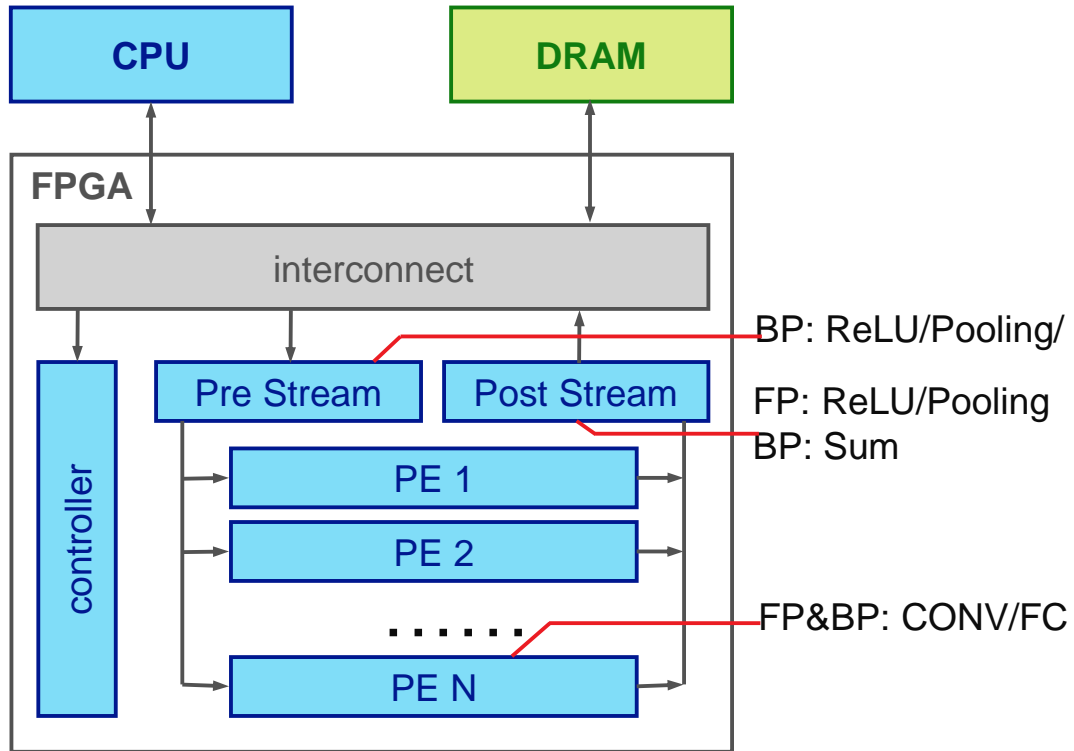 CPU
DRAM
FPGA
interconnect
BP: ReLU/Pooling/
Pre Stream
Post Stream
FP: ReLU/Pooling
BP: Sum
controller
PE 1
PE 2
......
FP&BP: CONV/FC
PE N